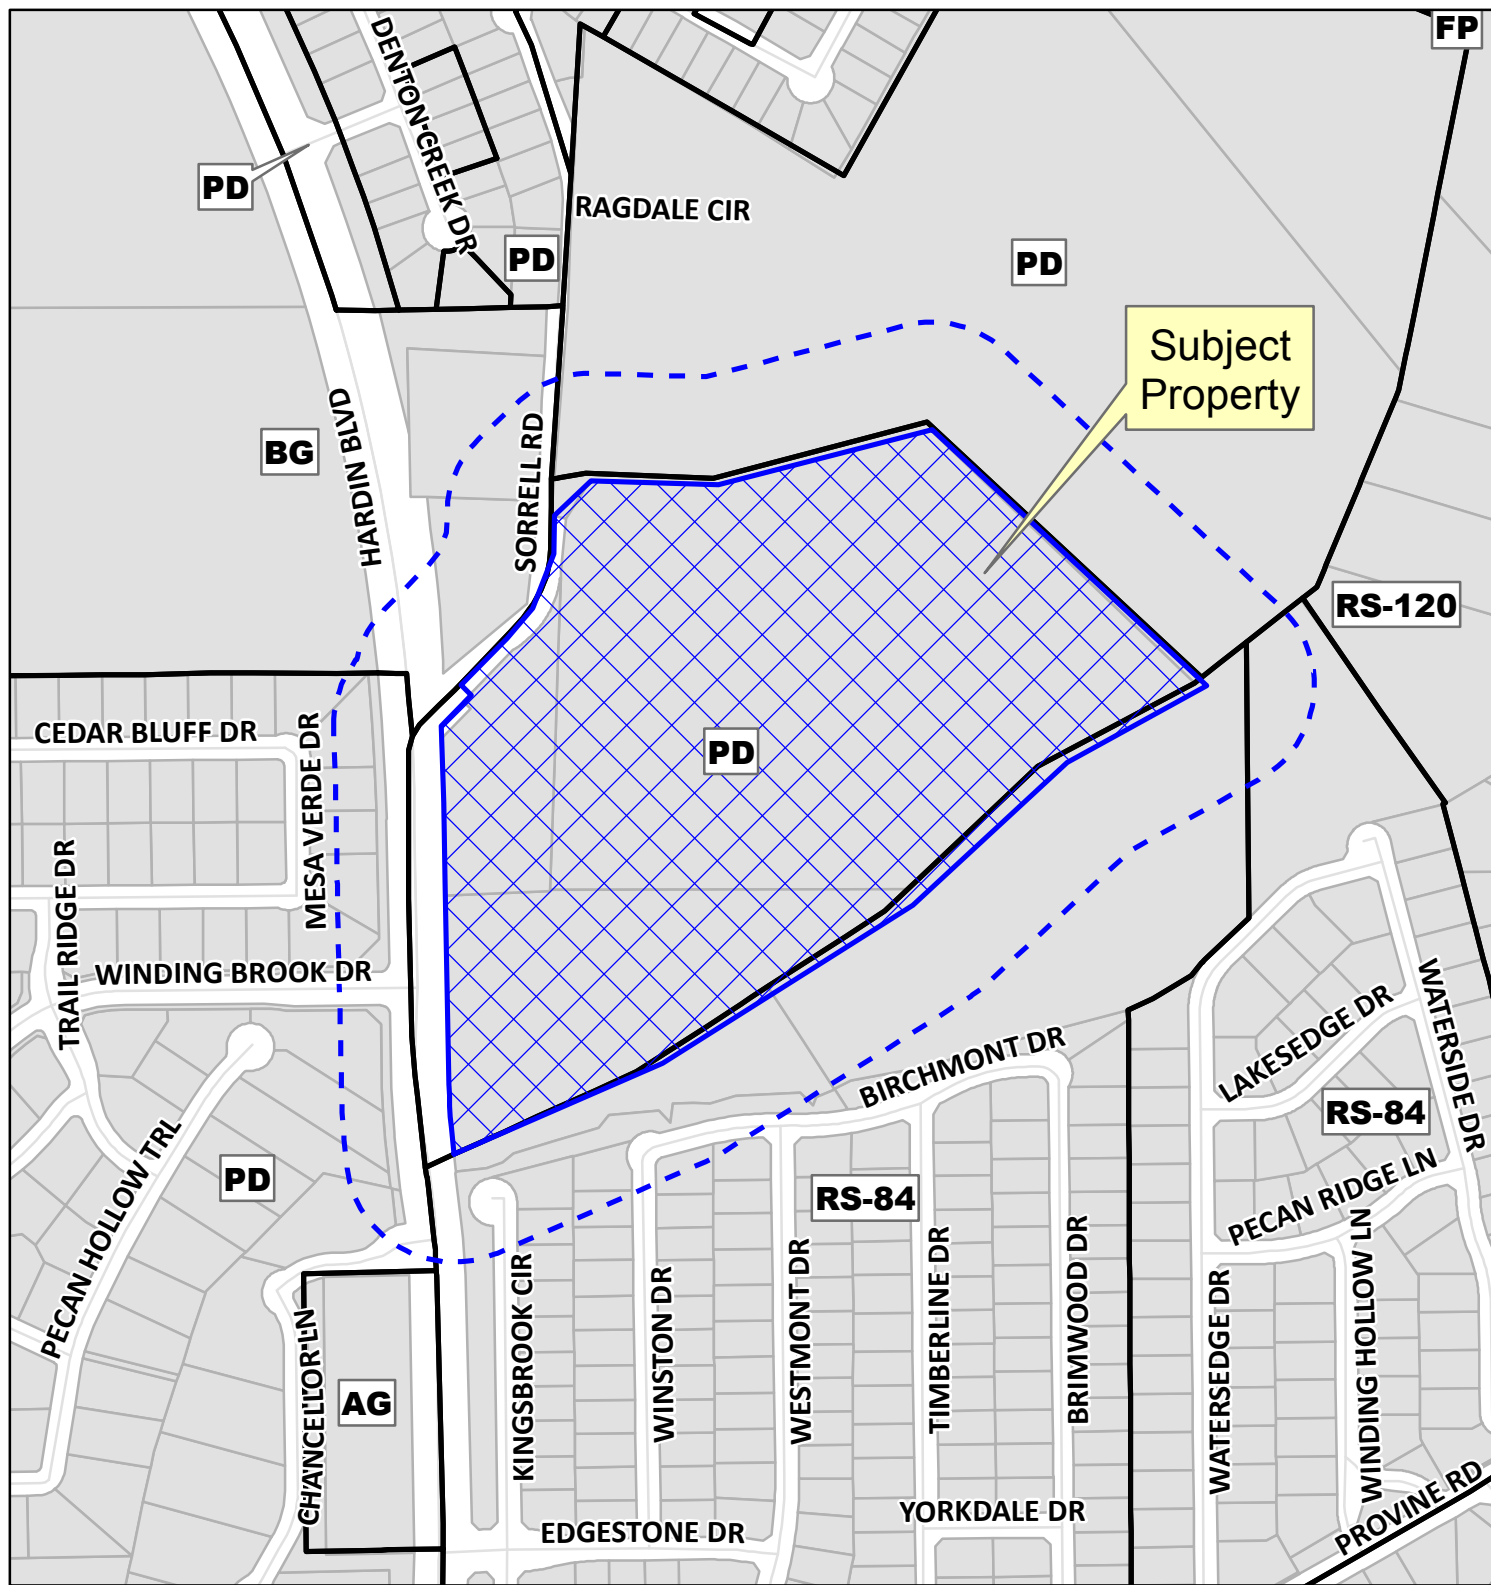 FP
DENTON CREEK DR
PD
RAGDALE CIR
PD
PD
Subject
Property
HARDIN BLVD
BG
SORRELL RD
RS-120
CEDAR BLUFF DR
MESA VERDE DR
PD
TRAIL RIDGE DR
WINDING BROOK DR
WATERSIDE DR
LAKESEDGE DR
BIRCHMONT DR
RS-84
PECAN HOLLOW TRL
PD
RS-84
PECAN RIDGE LN
WINDING HOLLOW LN
KINGSBROOK CIR
WINSTON DR
WESTMONT DR
TIMBERLINE DR
BRIMWOOD DR
WATERSEDGE DR
CHANCELLOR LN
AG
EDGESTONE DR
YORKDALE DR
PROVINE RD